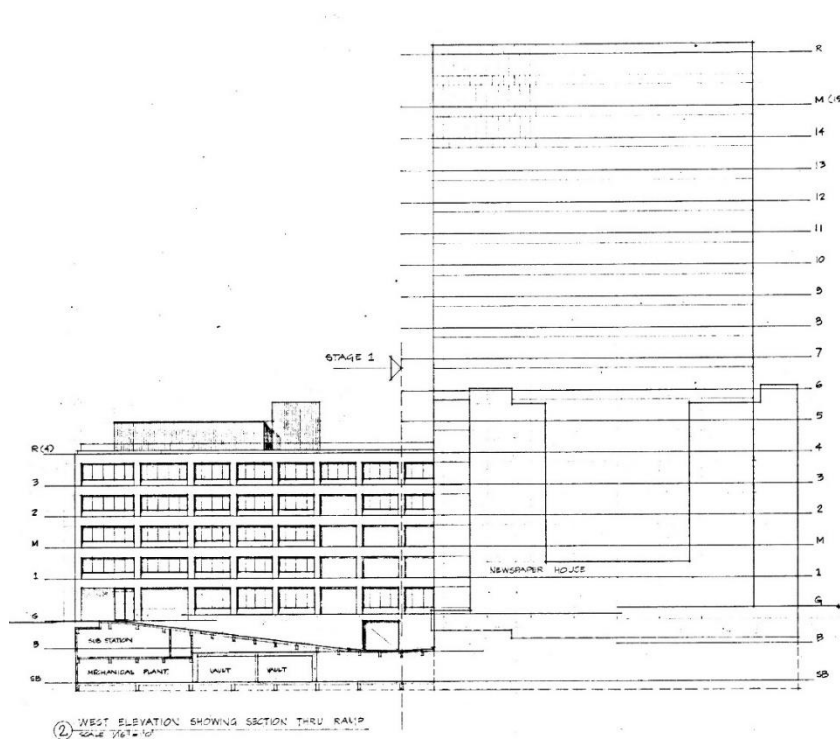 R
M (15
14
13
12
11
10
9
8
STAGE 1
7
6
5
R(4)
4
3
3
2
2
M
M
NEWSPAPER HOUSE
1
1
G
G
SUB STATION
B
B
MECHANICAL PLANT
VAULT
VAULT
SB
SB
2 WEST ELEVATION SHOWING SECTION THRU RAMP